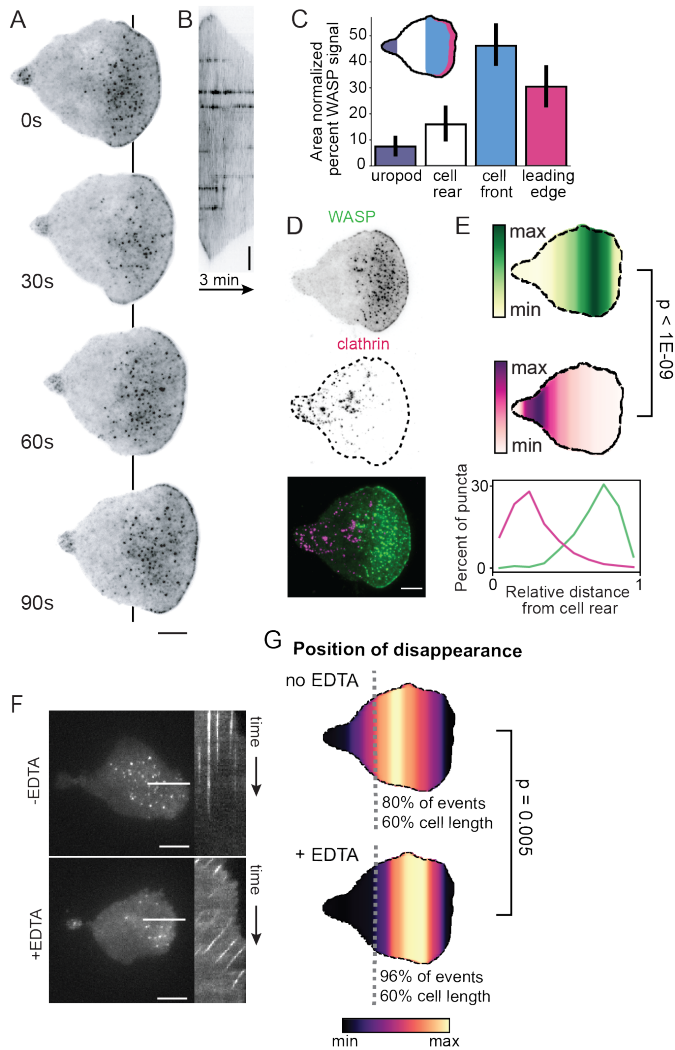 A
0s
30s
60s
90s
B
3 min
C
Area normalized
percent WASP signal
50
40
30
20
10
0
uropod
cell
rear
cell
front
leading
edge
D
WASP
clathrin
E
max
min
max
min
p < 1E-09
Percent of puncta
30
0
0
1
Relative distance
from cell rear
F
-EDTA
time
+EDTA
time
G
Position of disappearance
no EDTA
80% of events
60% cell length
+ EDTA
96% of events
60% cell length
p = 0.005
min
max